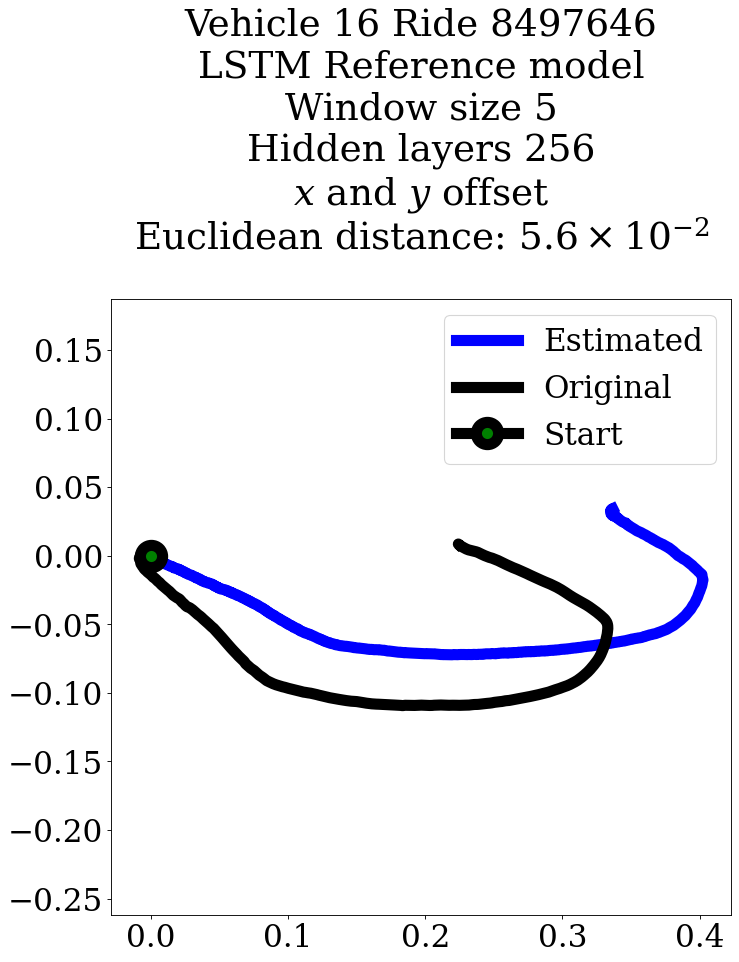 Vehicle 16 Ride 8497646
LSTM Reference model
Window size 5
Hidden layers 256
x and y offset
Euclidean distance: 5.6 × 10⁻²
Estimated
Original
Start
0.15
0.10
0.05
0.00
−0.05
−0.10
−0.15
−0.20
−0.25
0.0 0.1 0.2 0.3 0.4